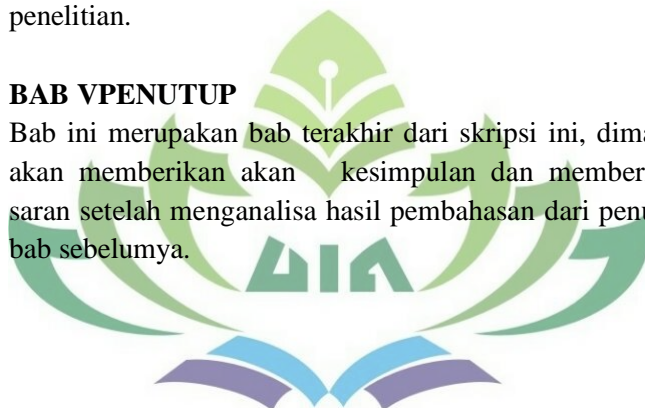 penelitian.
BAB VPENUTUP
Bab ini merupakan bab terakhir dari skripsi ini,
akan memberikan akan kesimpulan dan
saran setelah menganalisa hasil pembahasan dari
bab sebelumya.
UIN